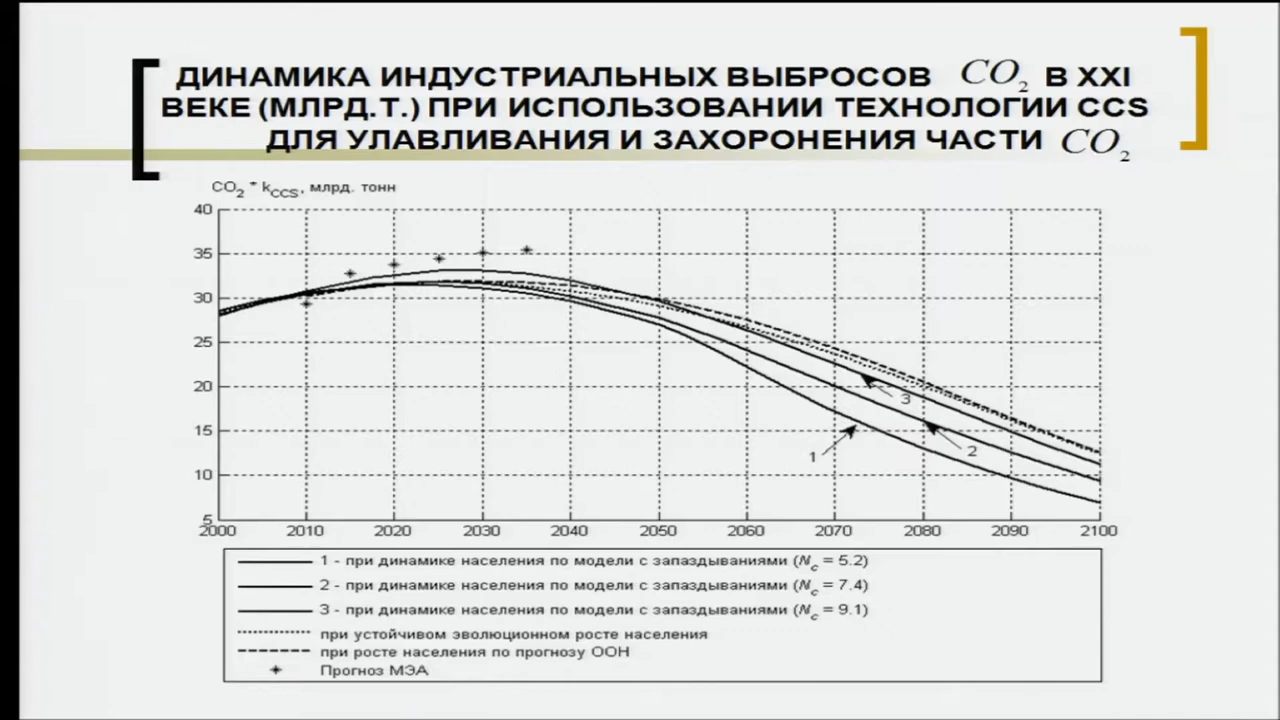 ДИНАМИКА ИНДУСТРИАЛЬНЫХ ВЫБРОСОВ CO₂ В XXI
ВЕКЕ (МЛРД.Т.) ПРИ ИСПОЛЬЗОВАНИИ ТЕХНОЛОГИИ CCS
ДЛЯ УЛАВЛИВАНИЯ И ЗАХОРОНЕНИЯ ЧАСТИ CO₂
CO2 * kCCS, млрд. тонн
40
35
30
25
20
15
10
5
3
2
1
2000 2010 2020 2030 2040 2050 2060 2070 2080 2090 2100
1 - при динамике населения по модели с запаздываниями (Nc = 5.2)
2 - при динамике населения по модели с запаздываниями (Nc = 7.4)
3 - при динамике населения по модели с запаздываниями (Nc = 9.1)
при устойчивом эволюционном росте населения
при росте населения по прогнозу ООН
Прогноз МЭА